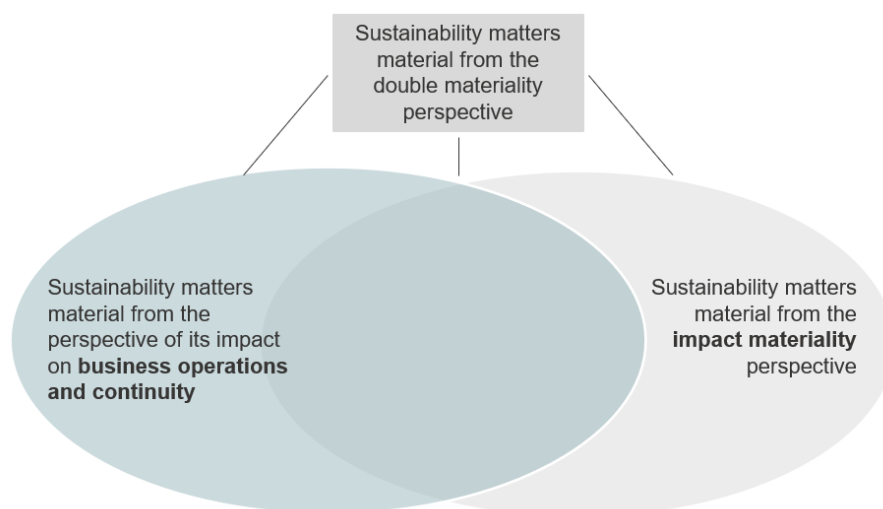 Sustainability matters
material from the
double materiality
perspective
Sustainability matters
material from the
perspective of its impact
on business operations
and continuity
Sustainability matters
material from the
impact materiality
perspective